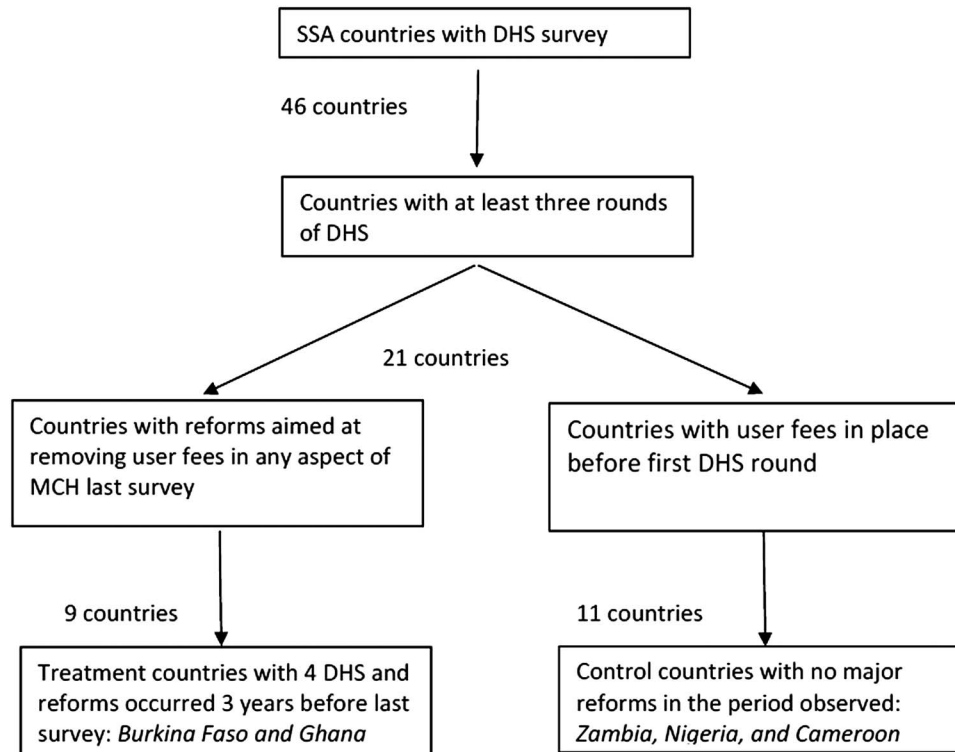 SSA countries with DHS survey
46 countries
Countries with at least three rounds
of DHS
21 countries
Countries with reforms aimed at
removing user fees in any aspect of
MCH last survey
Countries with user fees in place
before first DHS round
9 countries
11 countries
Treatment countries with 4 DHS and
reforms occurred 3 years before last
survey: Burkina Faso and Ghana
Control countries with no major
reforms in the period observed:
Zambia, Nigeria, and Cameroon